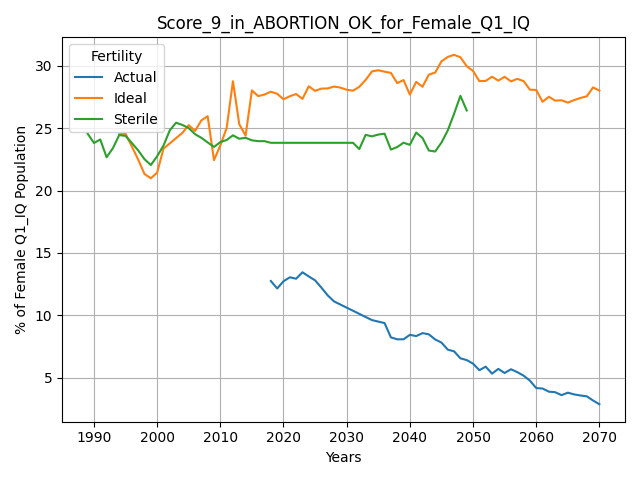 Score_9_in_ABORTION_OK_for_Female_Q1_IQ
Fertility
Actual
Ideal
Sterile
% of Female Q1_IQ Population
30
25
20
15
10
5
1990 2000 2010 2020 2030 2040 2050 2060 2070
Years